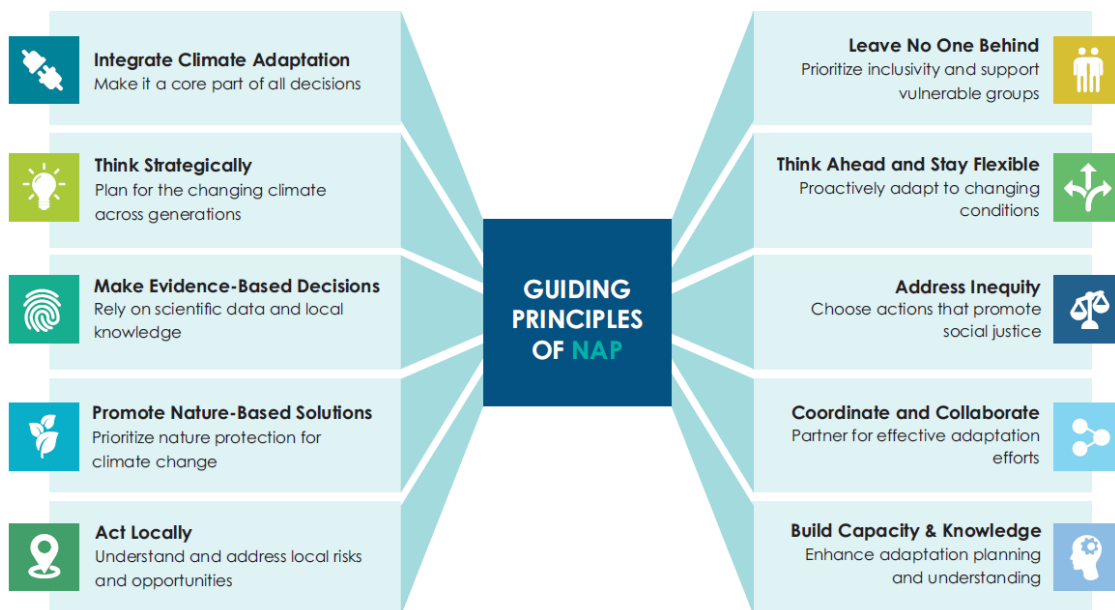 Integrate Climate Adaptation
Make it a core part of all decisions
Think Strategically
Plan for the changing climate
across generations
Make Evidence-Based Decisions
Rely on scientific data and local
knowledge
Promote Nature-Based Solutions
Prioritize nature protection for
climate change
Act Locally
Understand and address local risks
and opportunities
GUIDING
PRINCIPLES
OF NAP
Leave No One Behind
Prioritize inclusivity and support
vulnerable groups
Think Ahead and Stay Flexible
Proactively adapt to changing
conditions
Address Inequity
Choose actions that promote
social justice
Coordinate and Collaborate
Partner for effective adaptation
efforts
Build Capacity & Knowledge
Enhance adaptation planning
and understanding